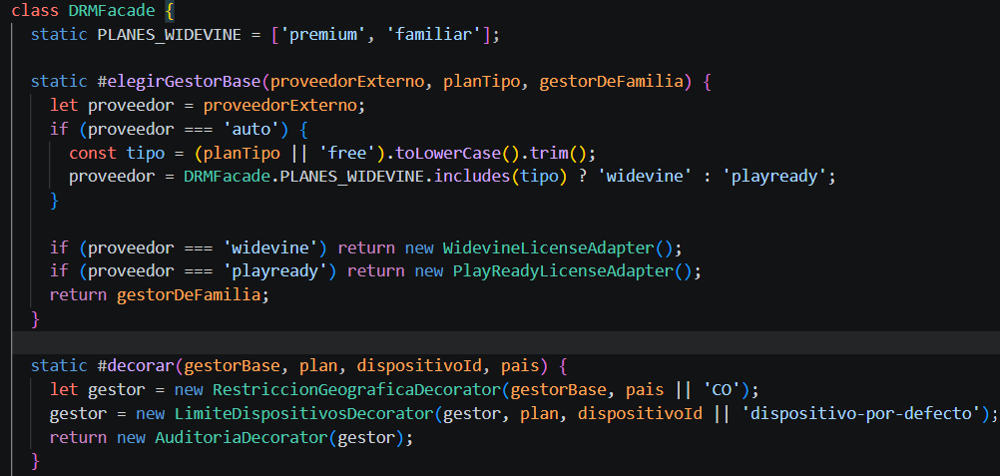 class DRMFacade {
  static PLANES_WIDEVINE = ['premium', 'familiar'];

  static #elegirGestorBase(proveedorExterno, planTipo, gestorDeFamilia) {
    let proveedor = proveedorExterno;
    if (proveedor === 'auto') {
      const tipo = (planTipo || 'free').toLowerCase().trim();
      proveedor = DRMFacade.PLANES_WIDEVINE.includes(tipo) ? 'widevine' : 'playready';
    }

    if (proveedor === 'widevine') return new WidevineLicenseAdapter();
    if (proveedor === 'playready') return new PlayReadyLicenseAdapter();
    return gestorDeFamilia;
  }

  static #decorar(gestorBase, plan, dispositivoId, pais) {
    let gestor = new RestriccionGeograficaDecorator(gestorBase, pais || 'CO');
    gestor = new LimiteDispositivosDecorator(gestor, plan, dispositivoId || 'dispositivo-por-defecto');
    return new AuditoriaDecorator(gestor);
  }